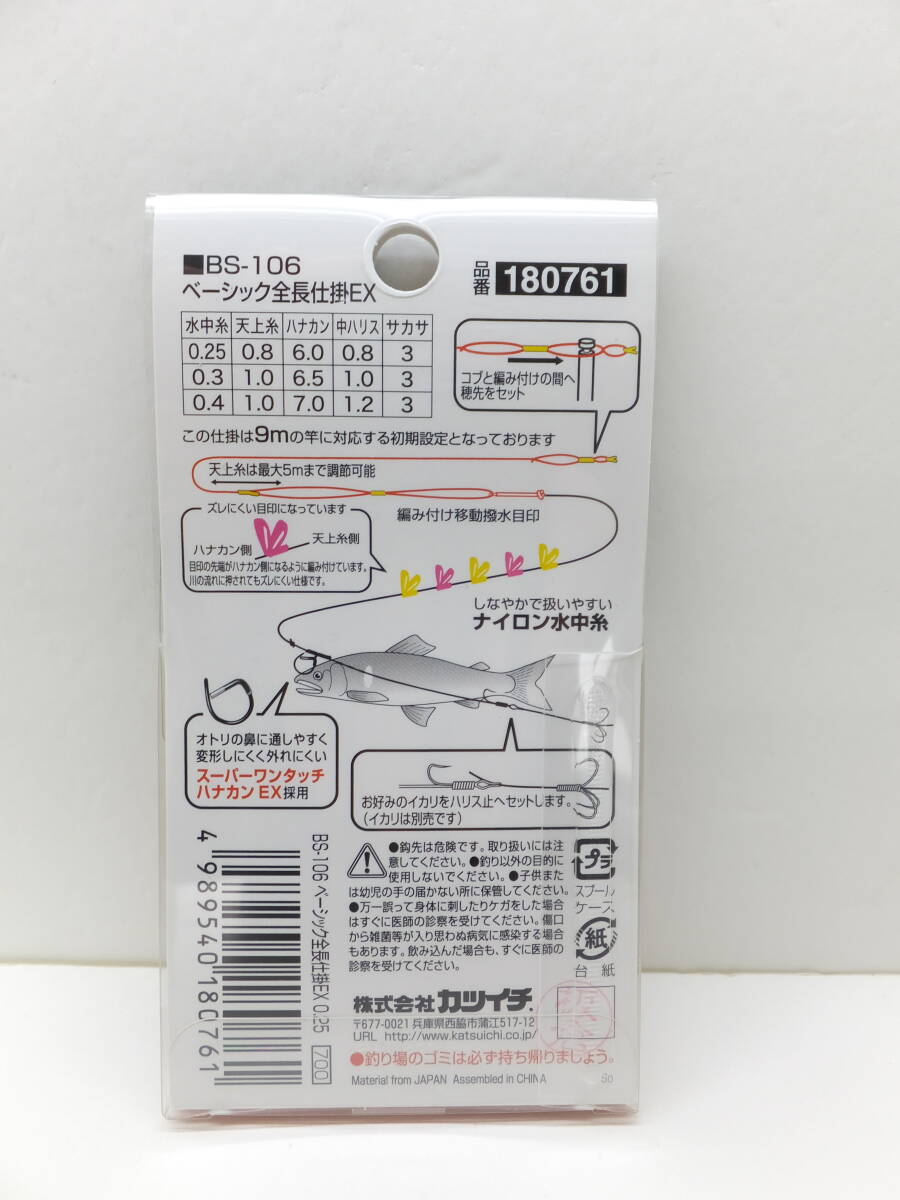 ■BS-106
ベーシック全長仕掛EX
品番 180761
水中糸 天上糸 ハナカン 中ハリス サカサ
0.25 0.8 6.0 0.8 3
0.3 1.0 6.5 1.0 3
0.4 1.0 7.0 1.2 3
コブと編み付けの間へ
穂先をセット
この仕掛は9mの竿に対応する初期設定となっております
天上糸は最大5mまで調節可能
ズレにくい目印になっています
ハナカン側
天上糸側
目印の先端がハナカン側になるように編み付けています。
川の流れに押されてもズレにくい仕様です。
編み付け移動撥水目印
しなやかで扱いやすい
ナイロン水中糸
オトリの鼻に通しやすく
変形しにくく外れにくい
スーパーワンタッチ
ハナカンEX採用
お好みのイカリをハリス止へセットします。
(イカリは別売です)
4 989540 180761
BS-106 ベーシック全長仕掛EX 0.25 700
●鈎先は危険です。取り扱いには注
意してください。●釣り以外の目的に
使用しないでください。●子供また
は幼児の手の届かない所に保管してください。
●万一誤って身体に刺したりケガをした場合
はすぐに医師の診察を受けてください。傷口
から雑菌等が入り思わぬ病気に感染する場合
もあります。飲み込んだ場合も、すぐに医師の
診察を受けてください。
プラ
スプール
ケース
紙
台紙
株式会社 カツイチ.
〒677-0021 兵庫県西脇市蒲江517-12
URL http://www.katsuichi.co.jp/
●釣り場のゴミは必ず持ち帰りましょう。
Material from JAPAN Assembled in CHINA
So